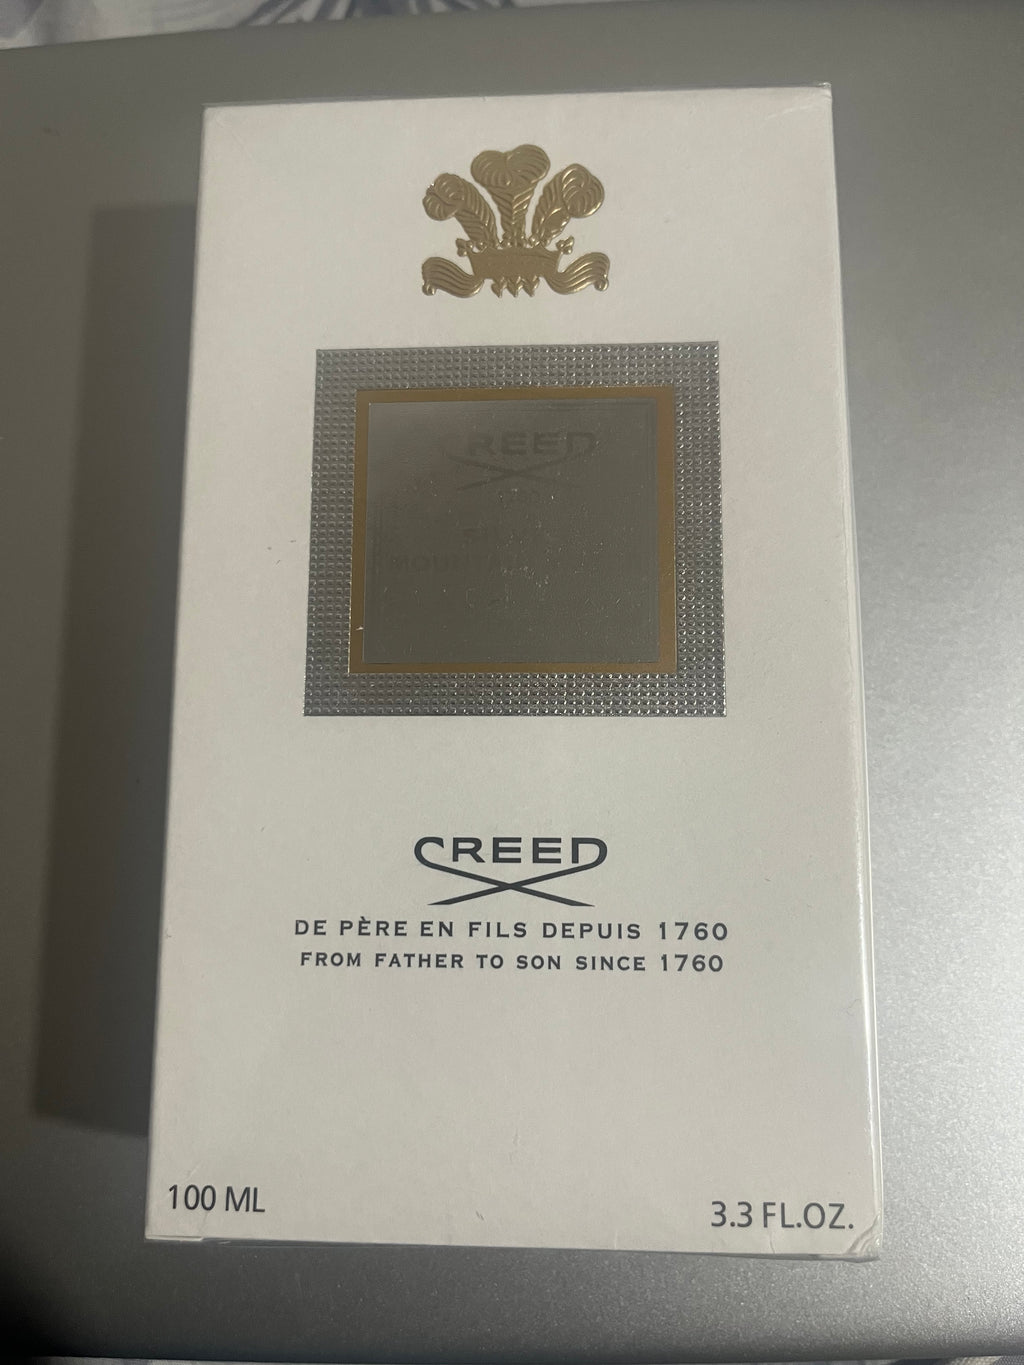 CREED
CREED
DE PÈRE EN FILS DEPUIS 1760
FROM FATHER TO SON SINCE 1760
100 ML
3.3 FL.OZ.